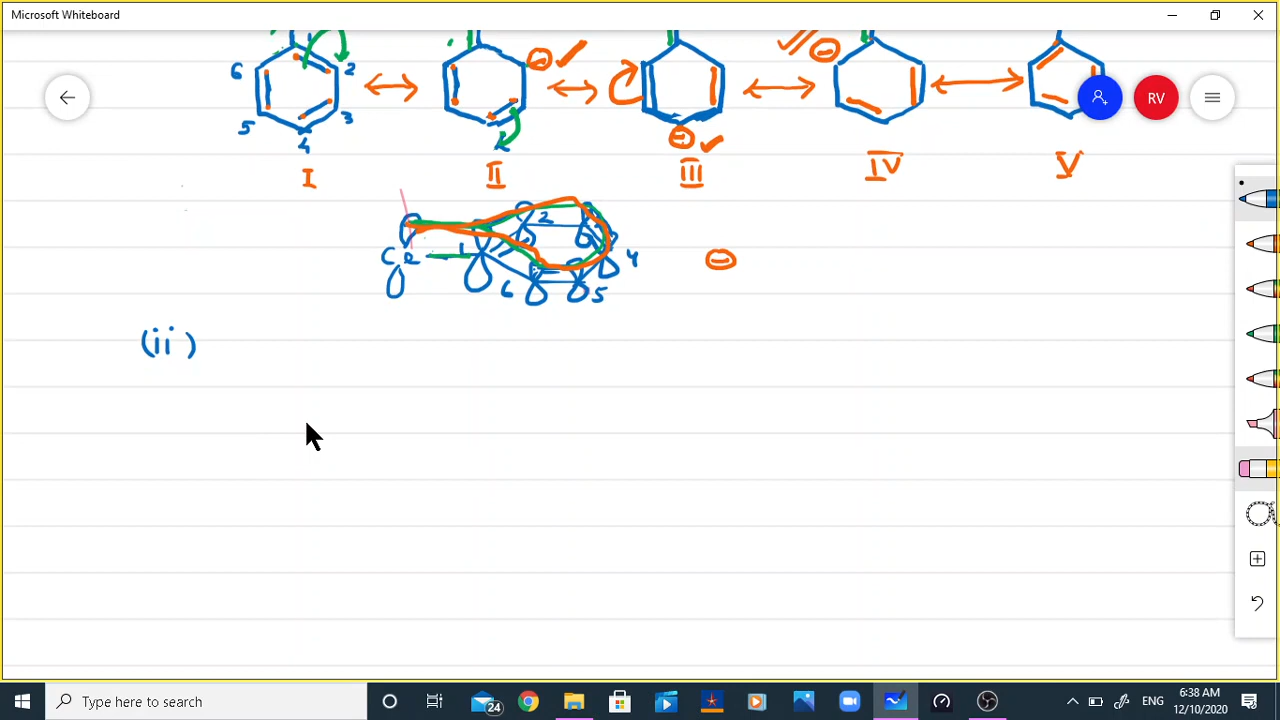 Microsoft Whiteboard
6 2
5 3
4
I II III IV V
RV
2
Cl 1 4
6 5
(ii)
24
Type here to search
ENG
6:38 AM
12/10/2020